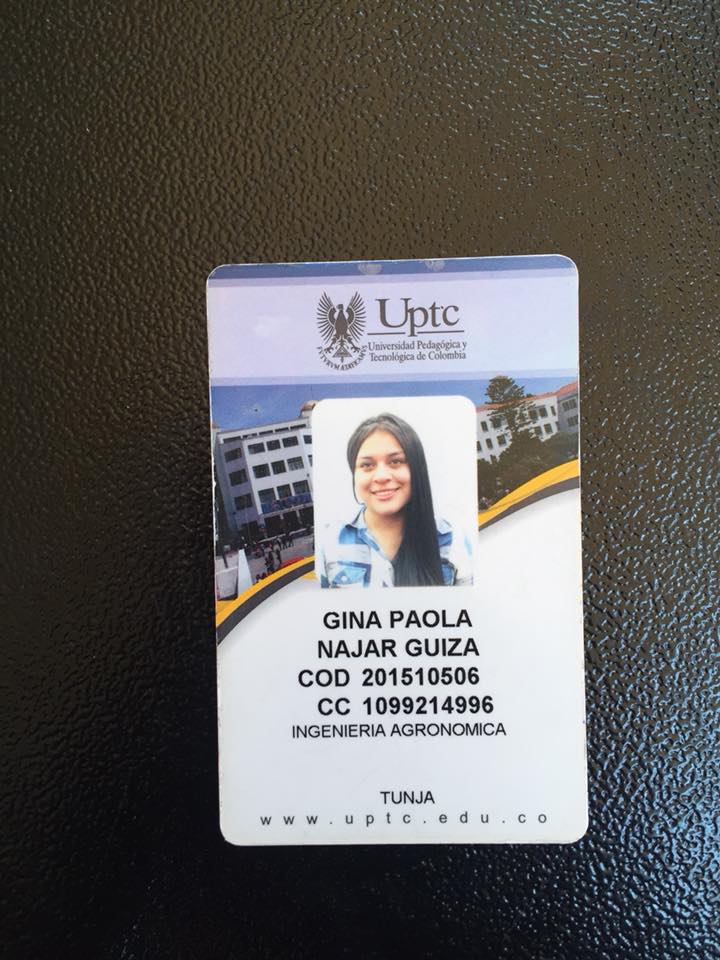 Uptc
Universidad Pedagógica y
Tecnológica de Colombia
GINA PAOLA
NAJAR GUIZA
COD 201510506
CC 1099214996
INGENIERIA AGRONOMICA
TUNJA
www.uptc.edu.co